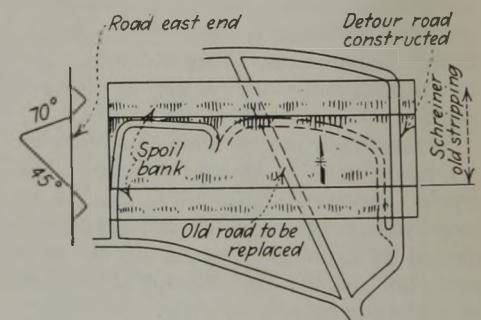 Road east end
Detour road
constructed
70°
45°
Spoil
bank
Schreiner
old stripping
Old road to be
replaced